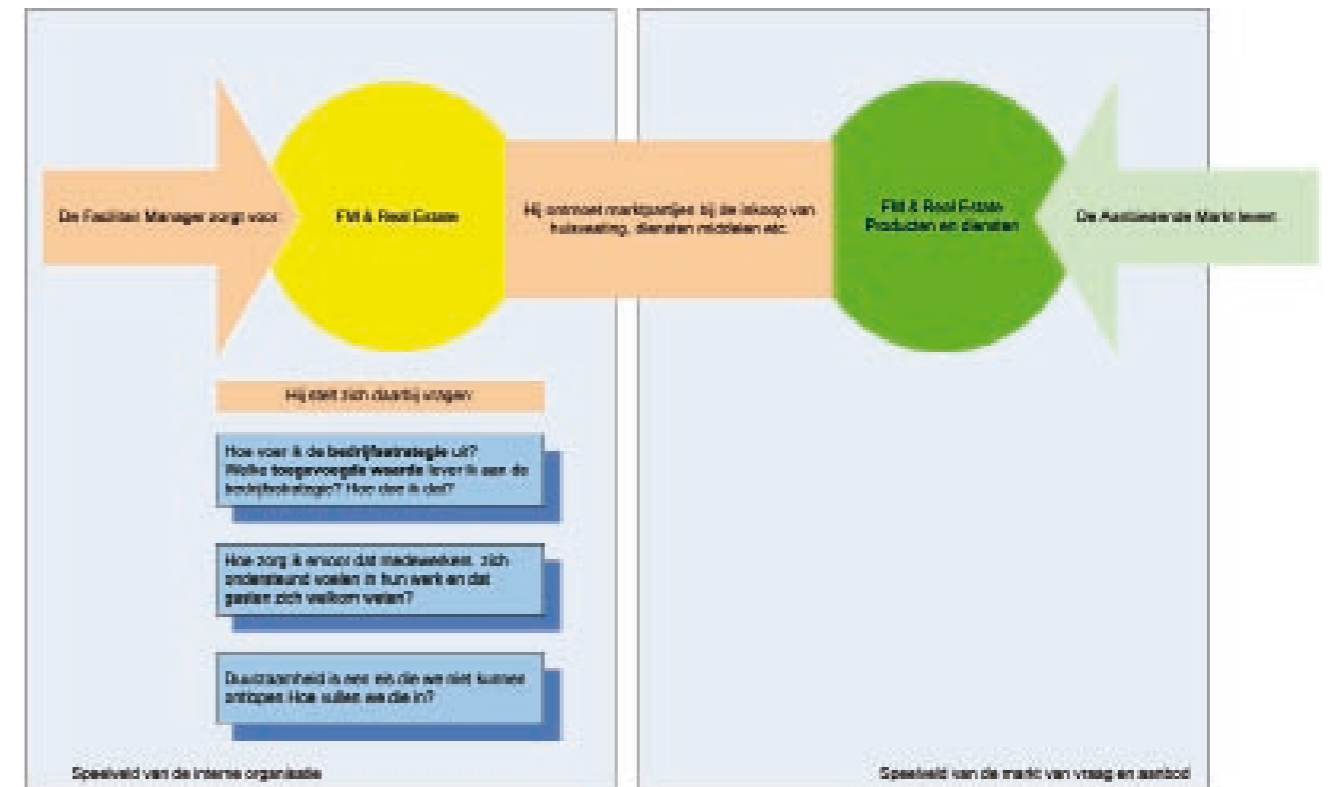 De Facilitair Manager zorgt voor
FM & Real Estate
Hij ontmoet marktpartijen bij de inkoop van
huisvesting, diensten middelen etc.
FM & Real Estate
Producten en diensten
De Aanbiedende Markt levert
Hij stelt zich daarbij vragen
Hoe voer ik de bedrijfsstrategie uit?
Welke toegevoegde waarde lever ik aan de
bedrijfsstrategie? Hoe doe ik dat?
Hoe zorg ik ervoor dat medewerkers zich
ondersteund voelen in hun werk en dat
gasten zich welkom weten?
Duurzaamheid is een eis die we niet kunnen
ontlopen Hoe vullen we die in?
Speelveld van de interne organisatie
Speelveld van de markt van vraag en aanbod